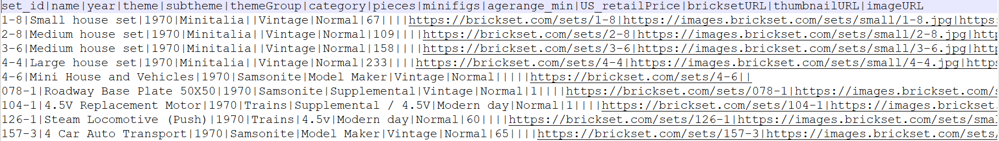 set_id|name|year|theme|subtheme|themeGroup|category|pieces|minifigs|agerange_min|US_retailPrice|bricksetURL|thumbnailURL|imageURL
1-8|Small house set|1970|Minitalia||Vintage|Normal|67||||https://brickset.com/sets/1-8|https://images.brickset.com/sets/small/1-8.jpg|https
2-8|Medium house set|1970|Minitalia||Vintage|Normal|109||||https://brickset.com/sets/2-8|https://images.brickset.com/sets/small/2-8.jpg|http
3-6|Medium house set|1970|Minitalia||Vintage|Normal|158||||https://brickset.com/sets/3-6|https://images.brickset.com/sets/small/3-6.jpg|http
4-4|Large house set|1970|Minitalia||Vintage|Normal|233||||https://brickset.com/sets/4-4|https://images.brickset.com/sets/small/4-4.jpg|https
4-6|Mini House and Vehicles|1970|Samsonite|Model Maker|Vintage|Normal|||||https://brickset.com/sets/4-6||
078-1|Roadway Base Plate 50X50|1970|Samsonite|Supplemental|Vintage|Normal|1||||https://brickset.com/sets/078-1|https://images.brickset.com/s
104-1|4.5V Replacement Motor|1970|Trains|Supplemental / 4.5V|Modern day|Normal|1||||https://brickset.com/sets/104-1|https://images.brickset.
126-1|Steam Locomotive (Push)|1970|Trains|4.5v|Modern day|Normal|60||||https://brickset.com/sets/126-1|https://images.brickset.com/sets/smal
157-3|4 Car Auto Transport|1970|Samsonite|Model Maker|Vintage|Normal|65||||https://brickset.com/sets/157-3|https://images.brickset.com/sets/